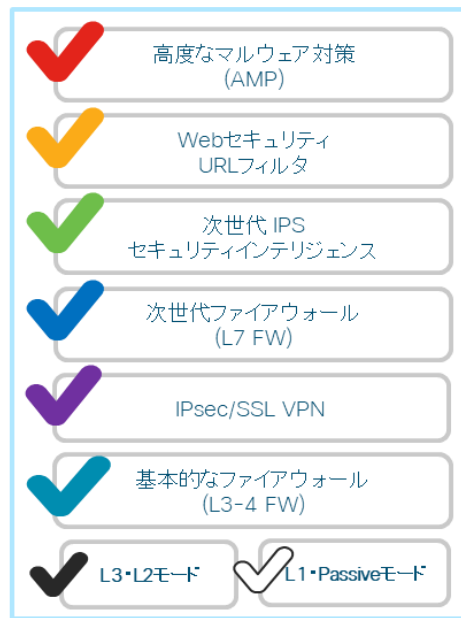 高度なマルウェア対策
(AMP)
Webセキュリティ
URLフィルタ
次世代 IPS
セキュリティインテリジェンス
次世代ファイアウォール
(L7 FW)
IPsec/SSL VPN
基本的なファイアウォール
(L3-4 FW)
L3・L2モード
L1・Passiveモード